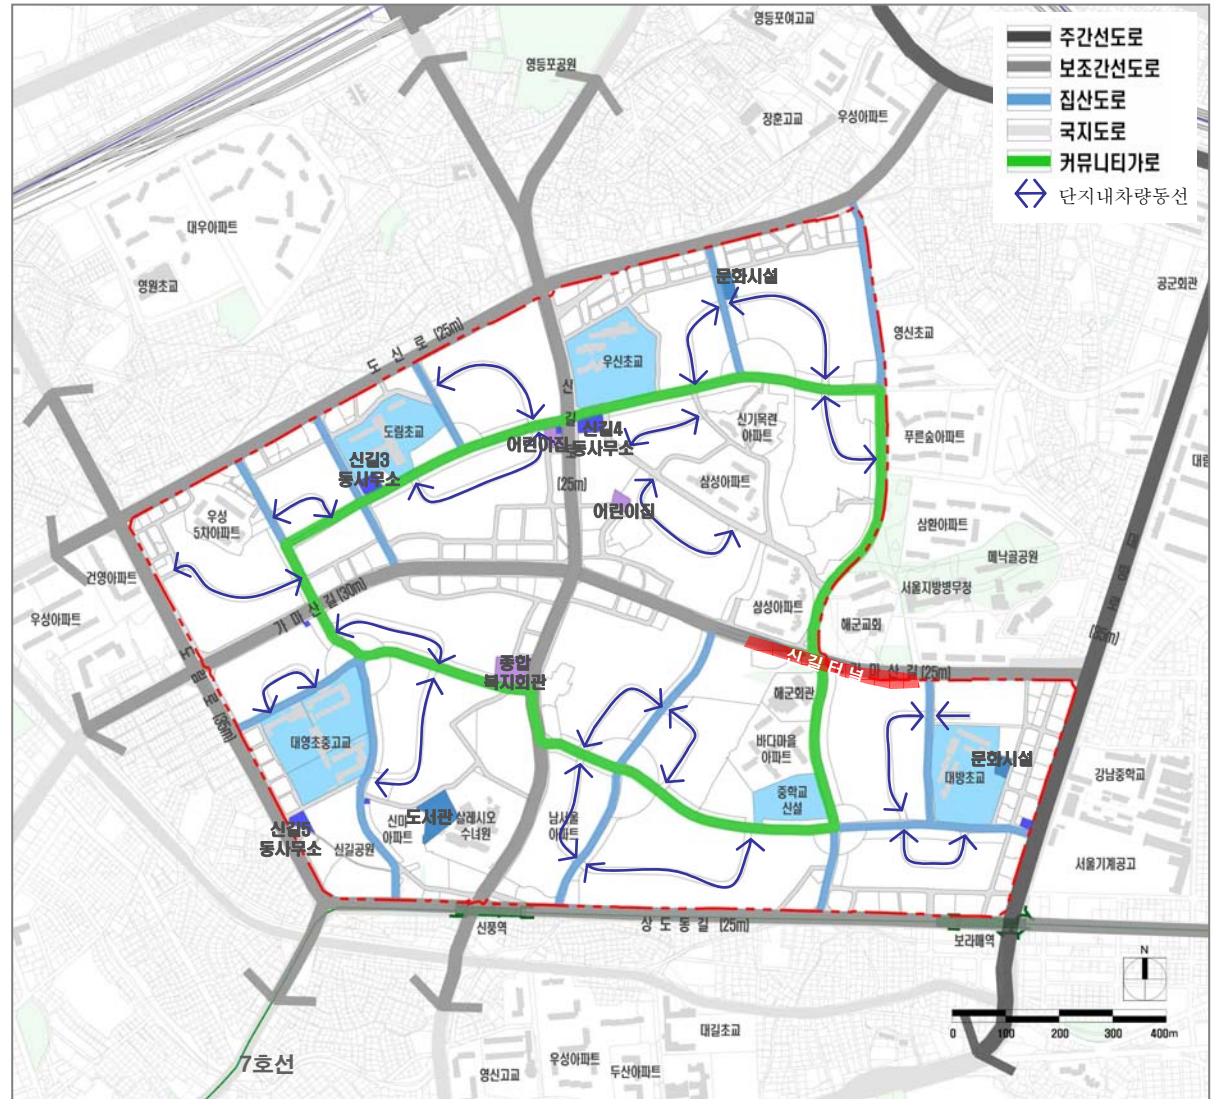 주간선도로
보조간선도로
집산도로
국지도로
커뮤니티가로
단지내차량동선
영등포여고교
영등포공원
장훈고교
우성아파트
대우아파트
영원초교
공군회관
문화시설
영신초교
도 신 로 (25m)
우신초교
신 길 로
(25m)
도림초교
어린이집
신길4
동사무소
신기목련
아파트
푸른숲아파트
신길3
동사무소
삼성아파트
어린이집
우성
5차아파트
삼환아파트
메낙골공원
건영아파트
서울지방병무청
우성아파트
가 마 산 길 (30m)
삼성아파트
해군교회
(35m)
도 림 로 (35m)
종합
복지회관
신길터널
가 마 산 길 (25m)
해군회관
대영초중고교
바다마을
아파트
문화시설
대방초교
강남중학교
중학교
신설
도서관
살레시오
수녀원
신미
아파트
남서울
아파트
신길5
동사무소
신길공원
서울기계공고
신풍역
상 도 동 길 (25m)
보라매역
N
0 100 200 300 400m
대길초교
7호선
우성아파트
영신고교
두산아파트